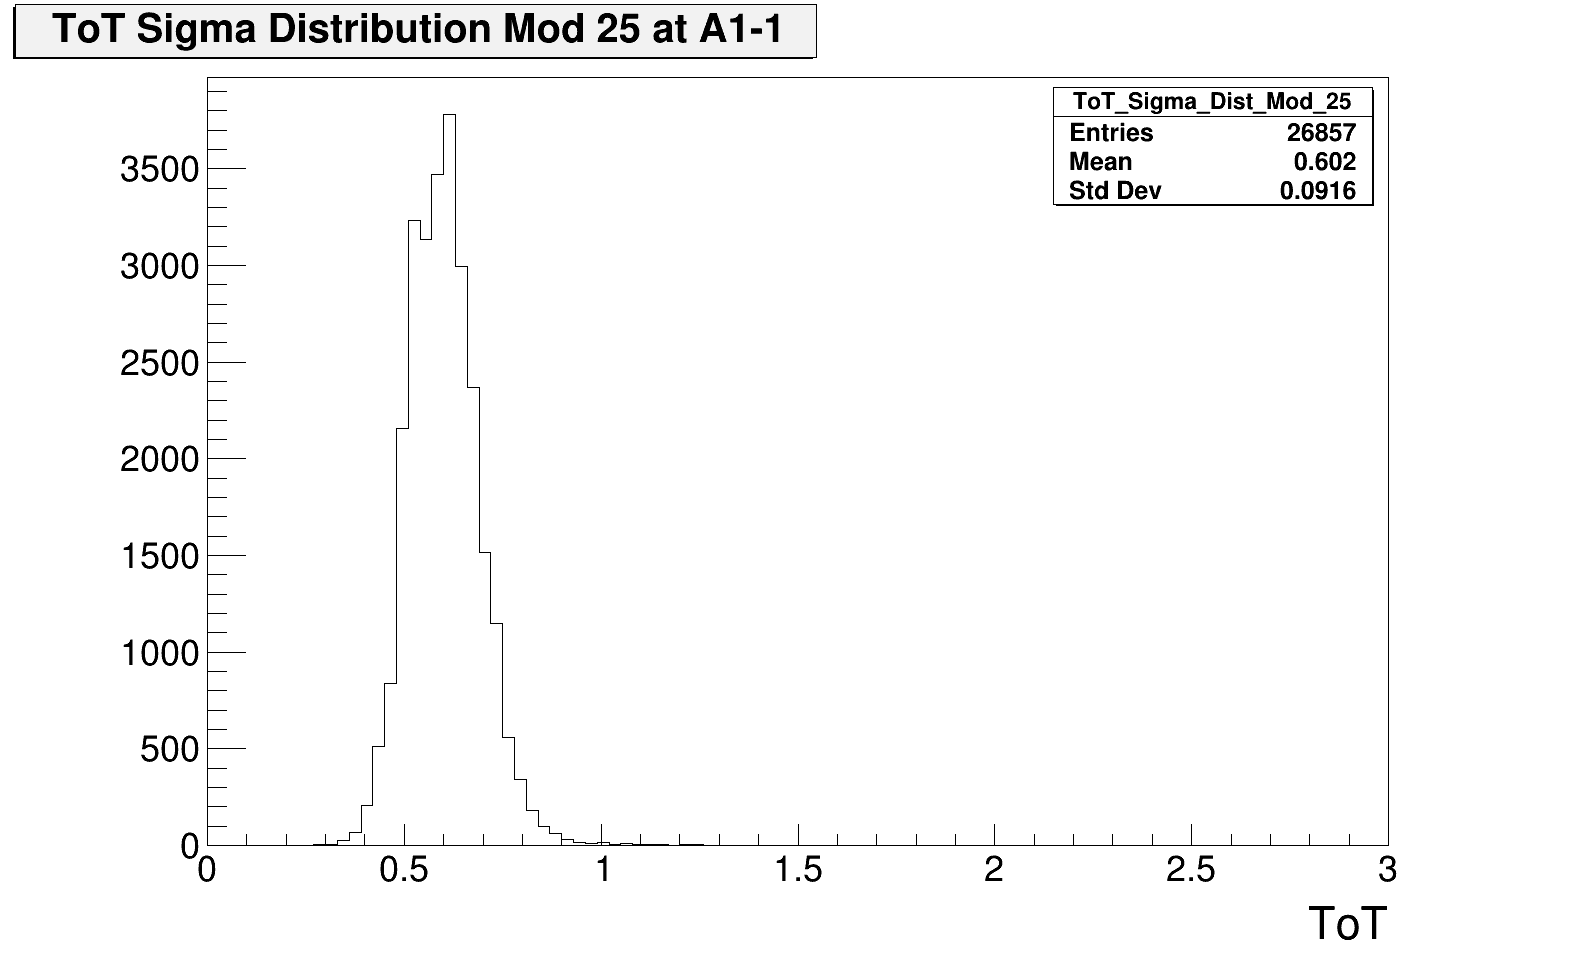 ToT Sigma Distribution Mod 25 at A1-1
ToT_Sigma_Dist_Mod_25
Entries 26857
Mean 0.602
Std Dev 0.0916
3500
3000
2500
2000
1500
1000
500
0
0 0.5 1 1.5 2 2.5 3
ToT